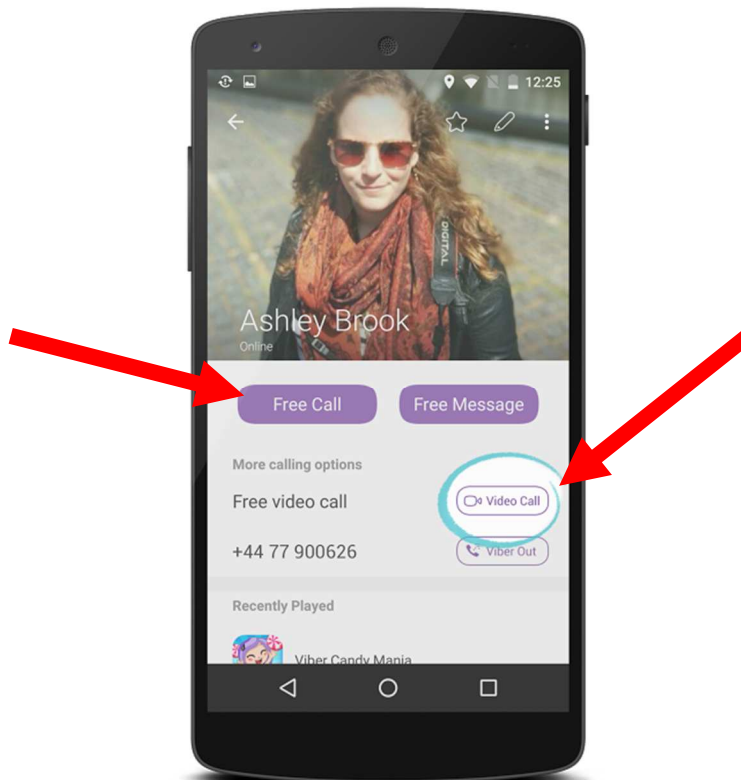 12:25
DIGITAL
Ashley Brook
Online
Free Call
Free Message
More calling options
Free video call
Video Call
+44 77 900626
Viber Out
Recently Played
Viber Candy Mania